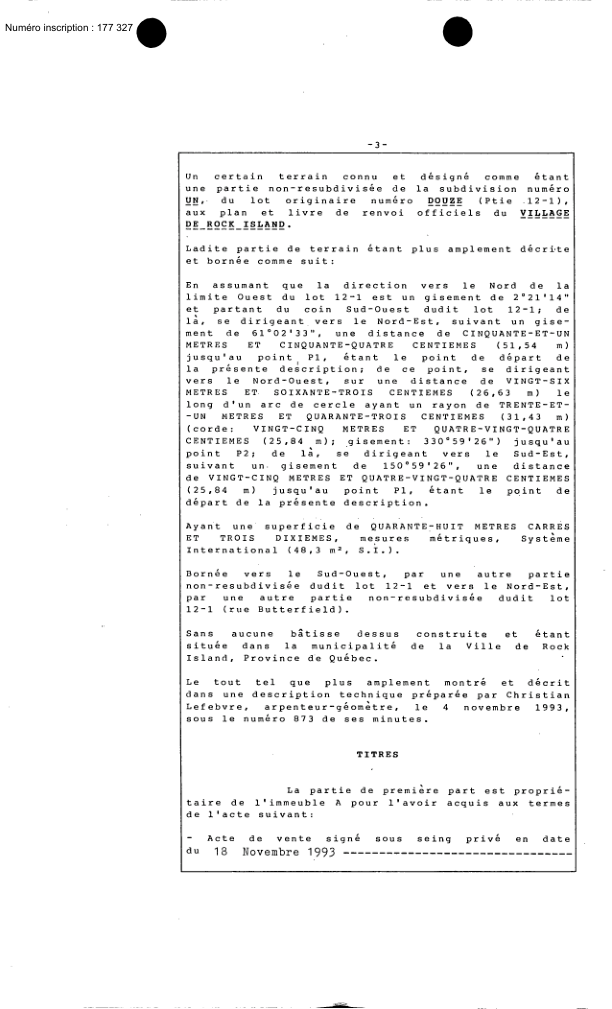 Numéro inscription : 177 327
-3-
Un certain terrain connu et désigné comme étant
une partie non-resubdivisée de la subdivision numéro
UN, du lot originaire numéro DOUZE (Ptie 12-1),
aux plan et livre de renvoi officiels du VILLAGE
DE ROCK ISLAND.
Ladite partie de terrain étant plus amplement décrite
et bornée comme suit:
En assumant que la direction vers le Nord de la
limite Ouest du lot 12-1 est un gisement de 2°21'14"
et partant du coin Sud-Ouest dudit lot 12-1; de
là, se dirigeant vers le Nord-Est, suivant un gise-
ment de 61°02'33", une distance de CINQUANTE-ET-UN
METRES ET CINQUANTE-QUATRE CENTIEMES (51,54 m)
jusqu'au point P1, étant le point de départ de
la présente description; de ce point, se dirigeant
vers le Nord-Ouest, sur une distance de VINGT-SIX
METRES ET SOIXANTE-TROIS CENTIEMES (26,63 m) le
long d'un arc de cercle ayant un rayon de TRENTE-ET-
-UN METRES ET QUARANTE-TROIS CENTIEMES (31,43 m)
(corde: VINGT-CINQ METRES ET QUATRE-VINGT-QUATRE
CENTIEMES (25,84 m); gisement: 330°59'26") jusqu'au
point P2; de là, se dirigeant vers le Sud-Est,
suivant un gisement de 150°59'26", une distance
de VINGT-CINQ METRES ET QUATRE-VINGT-QUATRE CENTIEMES
(25,84 m) jusqu'au point P1, étant le point de
départ de la présente description.
Ayant une superficie de QUARANTE-HUIT METRES CARRES
ET TROIS DIXIEMES, mesures métriques, Système
International (48,3 m², S.I.).
Bornée vers le Sud-Ouest, par une autre partie
non-resubdivisée dudit lot 12-1 et vers le Nord-Est,
par une autre partie non-resubdivisée dudit lot
12-1 (rue Butterfield).
Sans aucune bâtisse dessus construite et étant
située dans la municipalité de la Ville de Rock
Island, Province de Québec.
Le tout tel que plus amplement montré et décrit
dans une description technique préparée par Christian
Lefebvre, arpenteur-géomètre, le 4 novembre 1993,
sous le numéro 873 de ses minutes.
TITRES
La partie de première part est proprié-
taire de l'immeuble A pour l'avoir acquis aux termes
de l'acte suivant:
- Acte de vente signé sous seing privé en date
du 18 Novembre 1993 --------------------------------